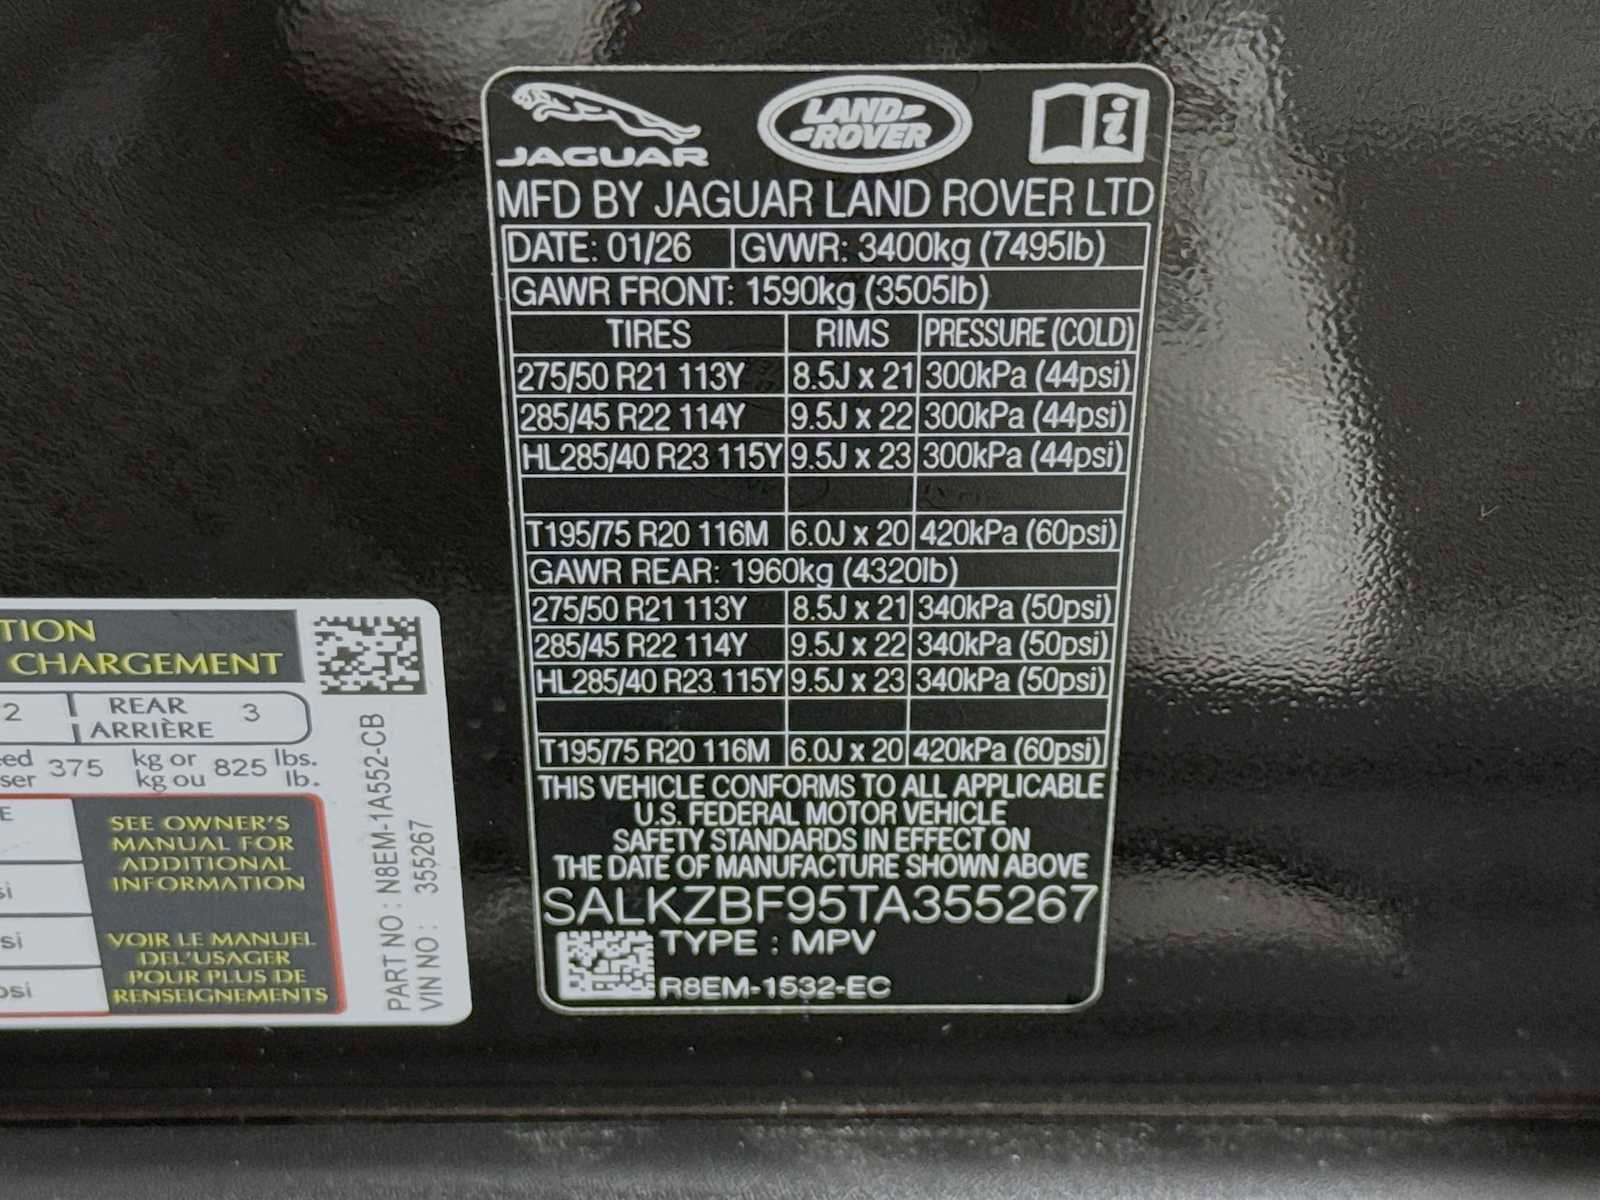 JAGUAR
LAND
ROVER
i
MFD BY JAGUAR LAND ROVER LTD
DATE: 01/26 GVWR: 3400kg (7495lb)
GAWR FRONT: 1590kg (3505lb)
TIRES RIMS PRESSURE (COLD)
275/50 R21 113Y 8.5J x 21 300kPa (44psi)
285/45 R22 114Y 9.5J x 22 300kPa (44psi)
HL285/40 R23 115Y 9.5J x 23 300kPa (44psi)
T195/75 R20 116M 6.0J x 20 420kPa (60psi)
GAWR REAR: 1960kg (4320lb)
275/50 R21 113Y 8.5J x 21 340kPa (50psi)
285/45 R22 114Y 9.5J x 22 340kPa (50psi)
HL285/40 R23 115Y 9.5J x 23 340kPa (50psi)
T195/75 R20 116M 6.0J x 20 420kPa (60psi)
THIS VEHICLE CONFORMS TO ALL APPLICABLE
U.S. FEDERAL MOTOR VEHICLE
SAFETY STANDARDS IN EFFECT ON
THE DATE OF MANUFACTURE SHOWN ABOVE
SALKZBF95TA355267
TYPE : MPV
R8EM-1532-EC
TION
CHARGEMENT
2 REAR 3
ARRIÈRE
eed 375 kg or 825 lbs.
ser kg ou lb.
E
si
si
psi
SEE OWNER'S
MANUAL FOR
ADDITIONAL
INFORMATION
VOIR LE MANUEL
DEL'USAGER
POUR PLUS DE
RENSEIGNEMENTS
PART NO : N8EM-1A552-CB
VIN NO : 355267